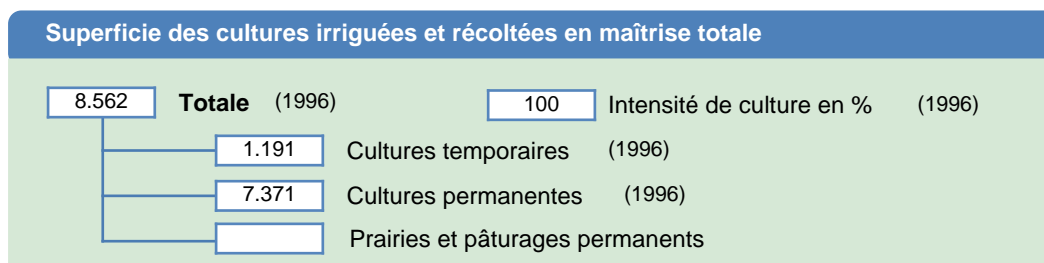 Superficie des cultures irriguées et récoltées en maîtrise totale
8.562 Totale (1996) 100 Intensité de culture en % (1996)
1.191 Cultures temporaires (1996)
7.371 Cultures permanentes (1996)
Prairies et pâturages permanents